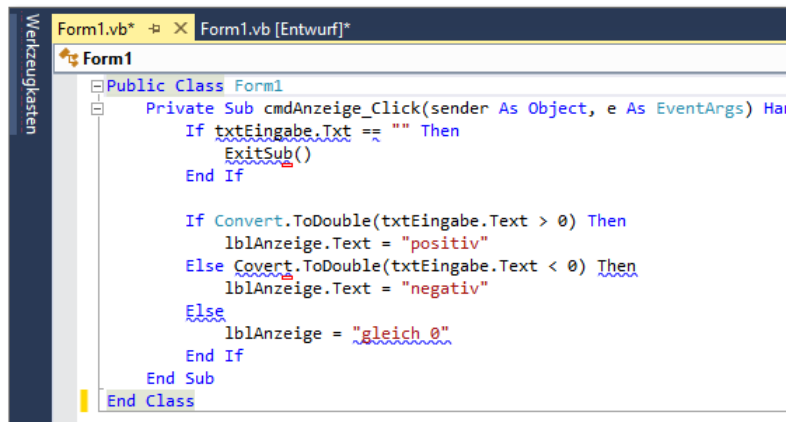 Werkzeugkasten
Form1.vb* Form1.vb [Entwurf]*
Form1
Public Class Form1
Private Sub cmdAnzeige_Click(sender As Object, e As EventArgs) Han
If txtEingabe.Txt == "" Then
ExitSub()
End If
If Convert.ToDouble(txtEingabe.Text > 0) Then
lblAnzeige.Text = "positiv"
Else Covert.ToDouble(txtEingabe.Text < 0) Then
lblAnzeige.Text = "negativ"
Else
lblAnzeige = "gleich 0"
End If
End Sub
End Class